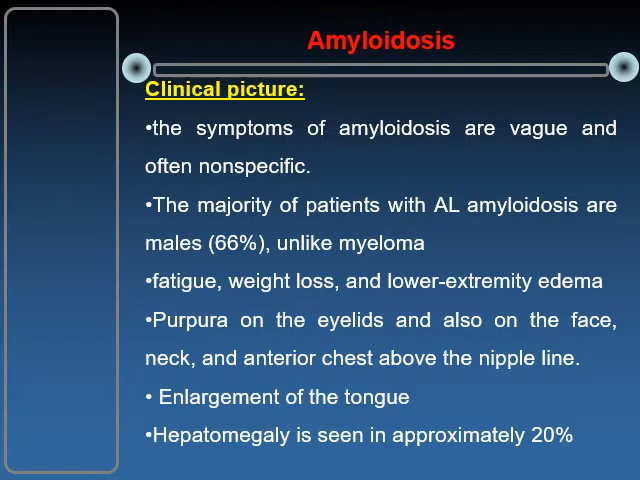 Amyloidosis
Clinical picture:
•the symptoms of amyloidosis are vague and
often nonspecific.
•The majority of patients with AL amyloidosis are
males (66%), unlike myeloma
•fatigue, weight loss, and lower-extremity edema
•Purpura on the eyelids and also on the face,
neck, and anterior chest above the nipple line.
• Enlargement of the tongue
•Hepatomegaly is seen in approximately 20%